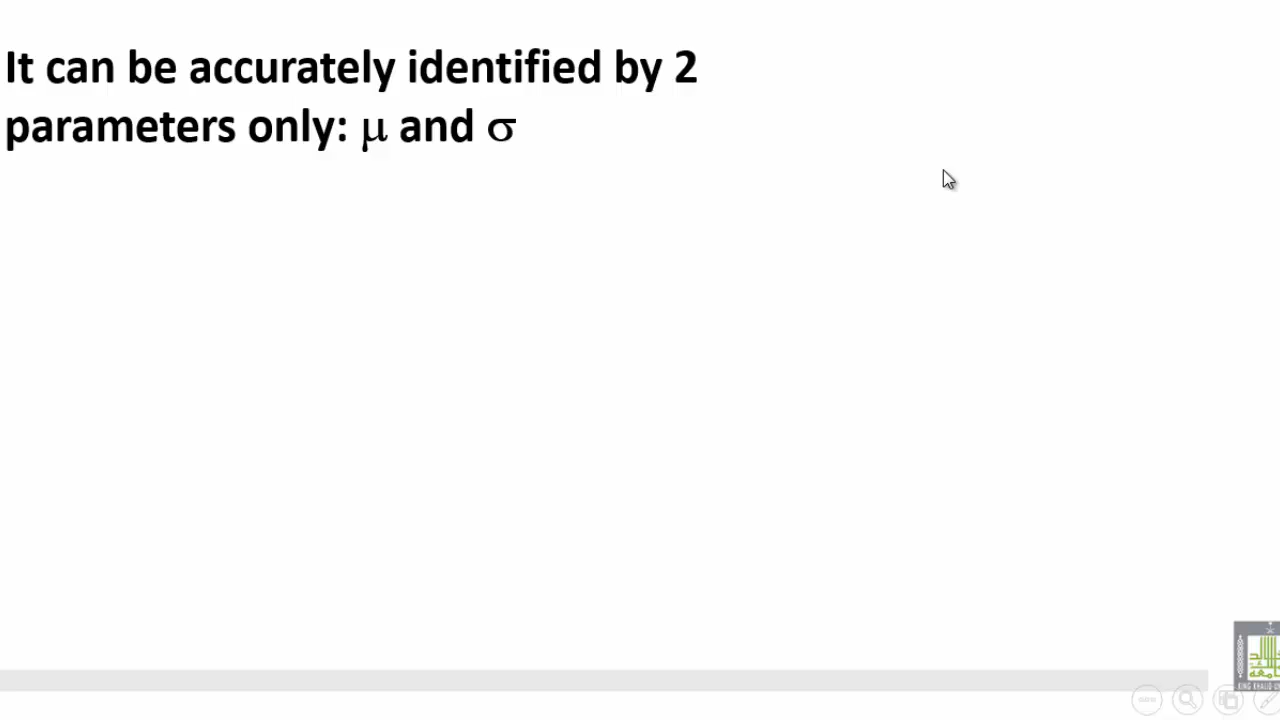 It can be accurately identified by 2
parameters only: μ and σ